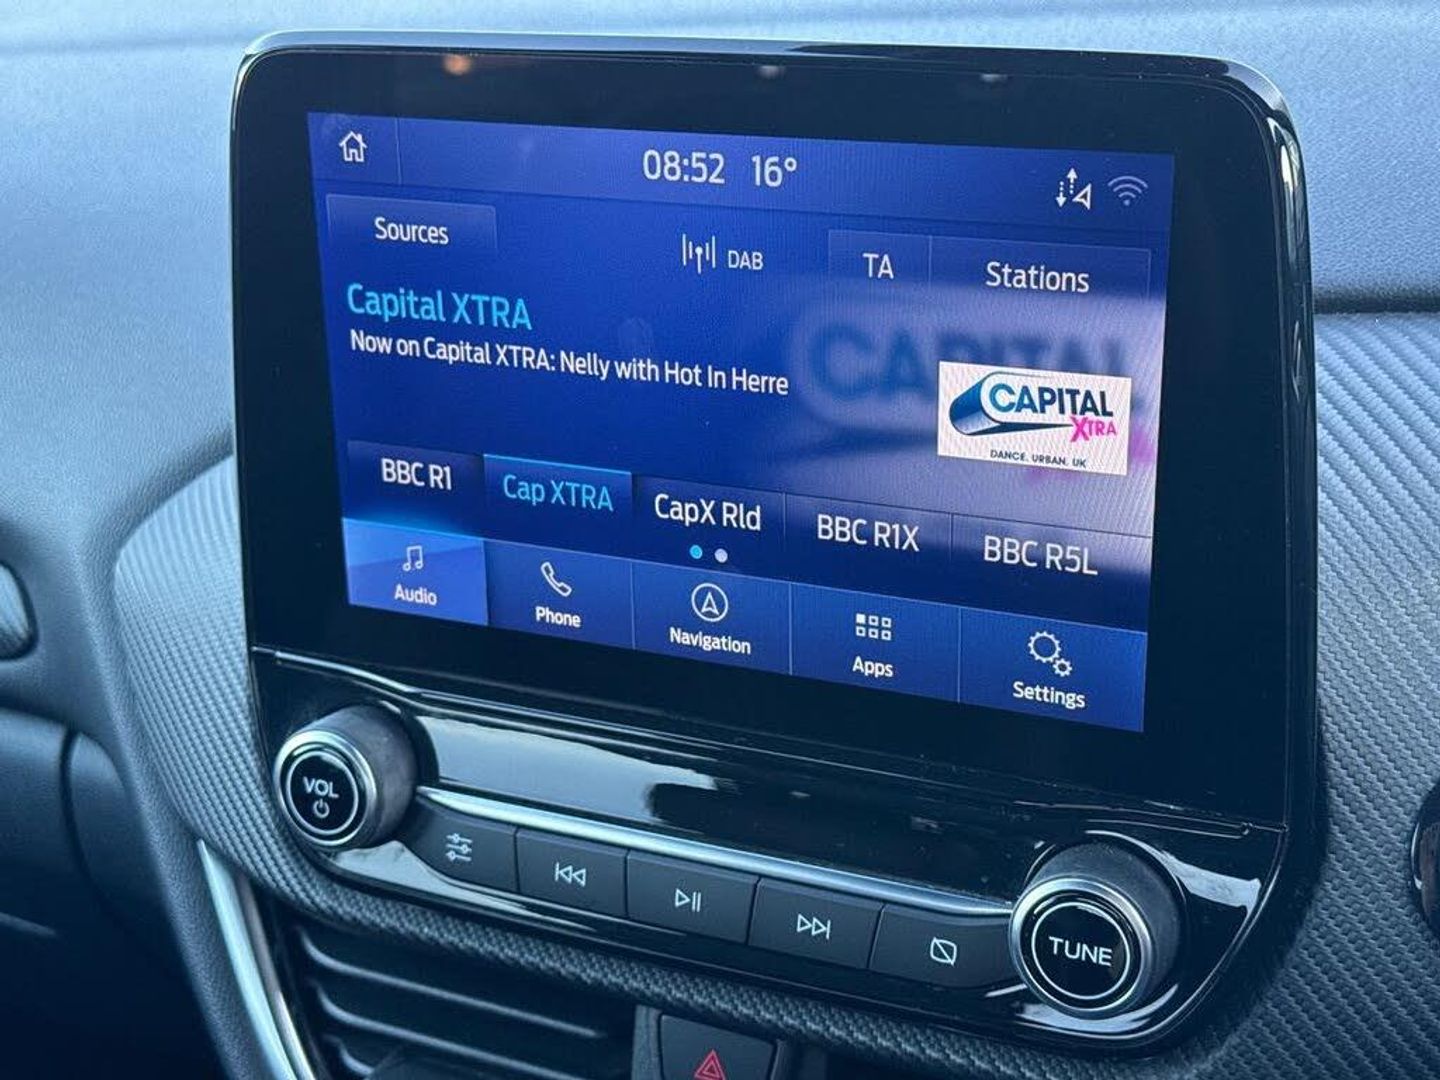 08:52 16°
Sources
DAB
TA
Stations
Capital XTRA
Now on Capital XTRA: Nelly with Hot In Herre
CAPITAL
CAPITAL
XTRA
DANCE. URBAN. UK
BBC R1
Cap XTRA
CapX Rld
BBC R1X
BBC R5L
Audio
Phone
Navigation
Apps
Settings
VOL
TUNE